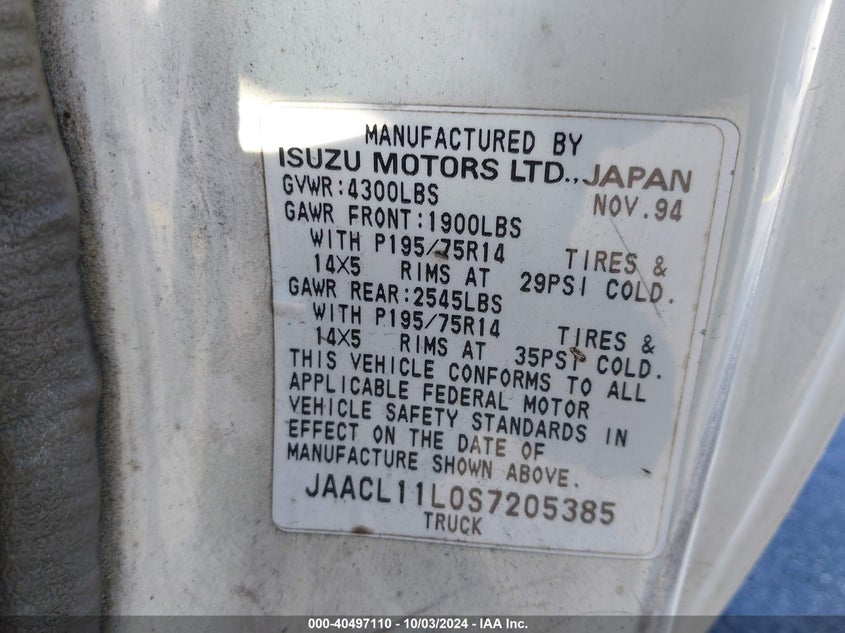 MANUFACTURED BY
ISUZU MOTORS LTD., JAPAN
GVWR:4300LBS NOV.94
GAWR FRONT:1900LBS
WITH P195/75R14 TIRES &
14X5 RIMS AT 29PSI COLD.
GAWR REAR:2545LBS
WITH P195/75R14 TIRES &
14X5 RIMS AT 35PSI COLD.
THIS VEHICLE CONFORMS TO ALL
APPLICABLE FEDERAL MOTOR
VEHICLE SAFETY STANDARDS IN
EFFECT ON THE DATE OF
MANUFACTURE SHOWN ABOVE.
JAACL11L0S7205385
TRUCK
000-40497110 - 10/03/2024 - IAA Inc.